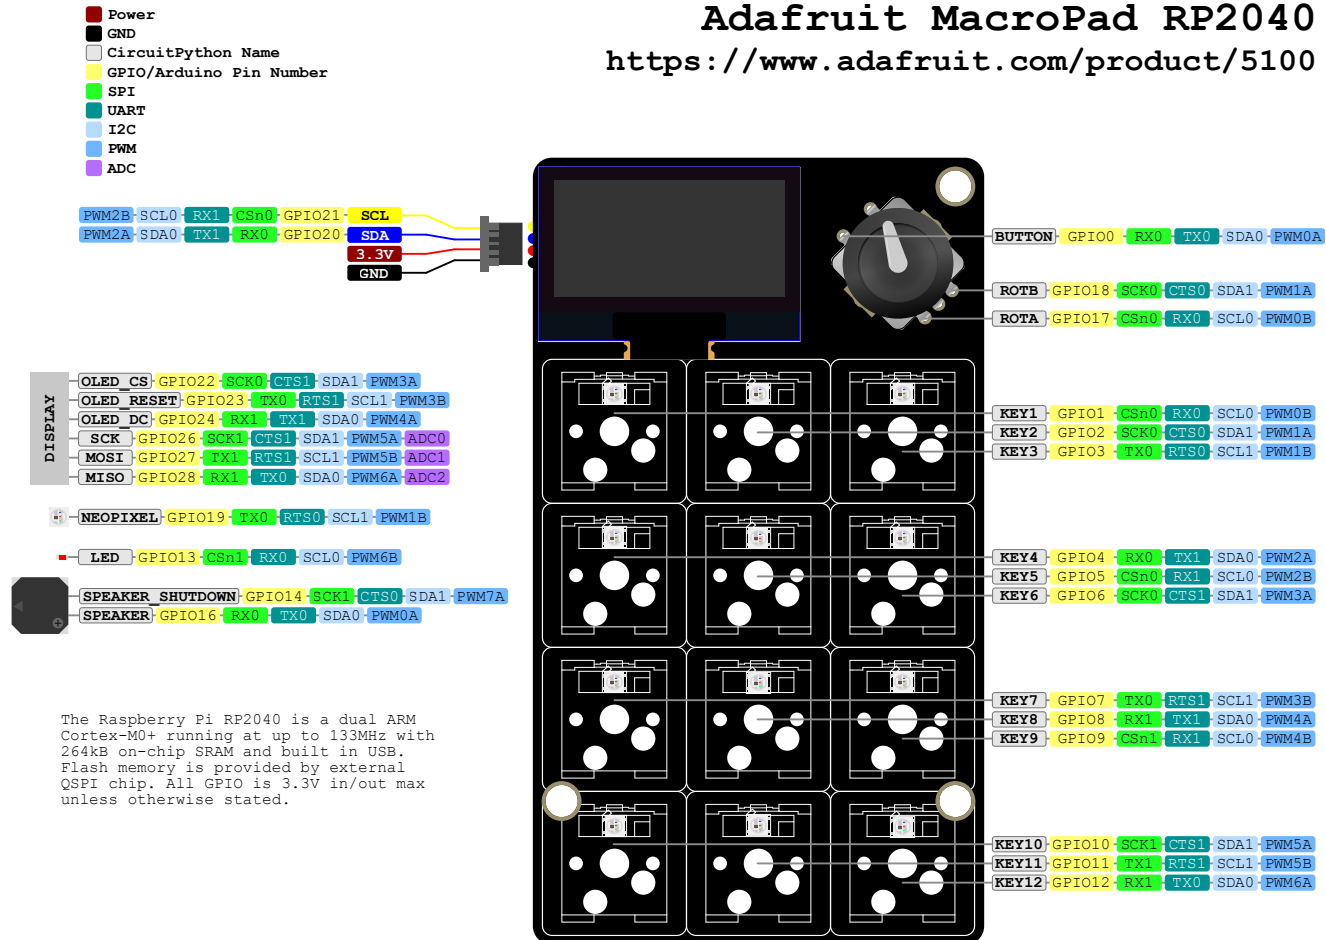 Adafruit MacroPad RP2040
https://www.adafruit.com/product/5100
Power
GND
CircuitPython Name
GPIO/Arduino Pin Number
SPI
UART
I2C
PWM
ADC
PWM2B SCL0 RX1 CSn0 GPIO21 SCL
PWM2A SDA0 TX1 RX0 GPIO20 SDA
3.3V
GND
DISPLAY
OLED_CS GPIO22 SCK0 CTS1 SDA1 PWM3A
OLED_RESET GPIO23 TX0 RTS1 SCL1 PWM3B
OLED_DC GPIO24 RX1 TX1 SDA0 PWM4A
SCK GPIO26 SCK1 CTS1 SDA1 PWM5A ADC0
MOSI GPIO27 TX1 RTS1 SCL1 PWM5B ADC1
MISO GPIO28 RX1 TX0 SDA0 PWM6A ADC2
NEOPIXEL GPIO19 TX0 RTS0 SCL1 PWM1B
LED GPIO13 CSn1 RX0 SCL0 PWM6B
SPEAKER_SHUTDOWN GPIO14 SCK1 CTS0 SDA1 PWM7A
SPEAKER GPIO16 RX0 TX0 SDA0 PWM0A
The Raspberry Pi RP2040 is a dual ARM
Cortex-M0+ running at up to 133MHz with
264kB on-chip SRAM and built in USB.
Flash memory is provided by external
QSPI chip. All GPIO is 3.3V in/out max
unless otherwise stated.
BUTTON GPIO0 RX0 TX0 SDA0 PWM0A
ROTB GPIO18 SCK0 CTS0 SDA1 PWM1A
ROTA GPIO17 CSn0 RX0 SCL0 PWM0B
KEY1 GPIO1 CSn0 RX0 SCL0 PWM0B
KEY2 GPIO2 SCK0 CTS0 SDA1 PWM1A
KEY3 GPIO3 TX0 RTS0 SCL1 PWM1B
KEY4 GPIO4 RX0 TX1 SDA0 PWM2A
KEY5 GPIO5 CSn0 RX1 SCL0 PWM2B
KEY6 GPIO6 SCK0 CTS1 SDA1 PWM3A
KEY7 GPIO7 TX0 RTS1 SCL1 PWM3B
KEY8 GPIO8 RX1 TX1 SDA0 PWM4A
KEY9 GPIO9 CSn1 RX1 SCL0 PWM4B
KEY10 GPIO10 SCK1 CTS1 SDA1 PWM5A
KEY11 GPIO11 TX1 RTS1 SCL1 PWM5B
KEY12 GPIO12 RX1 TX0 SDA0 PWM6A